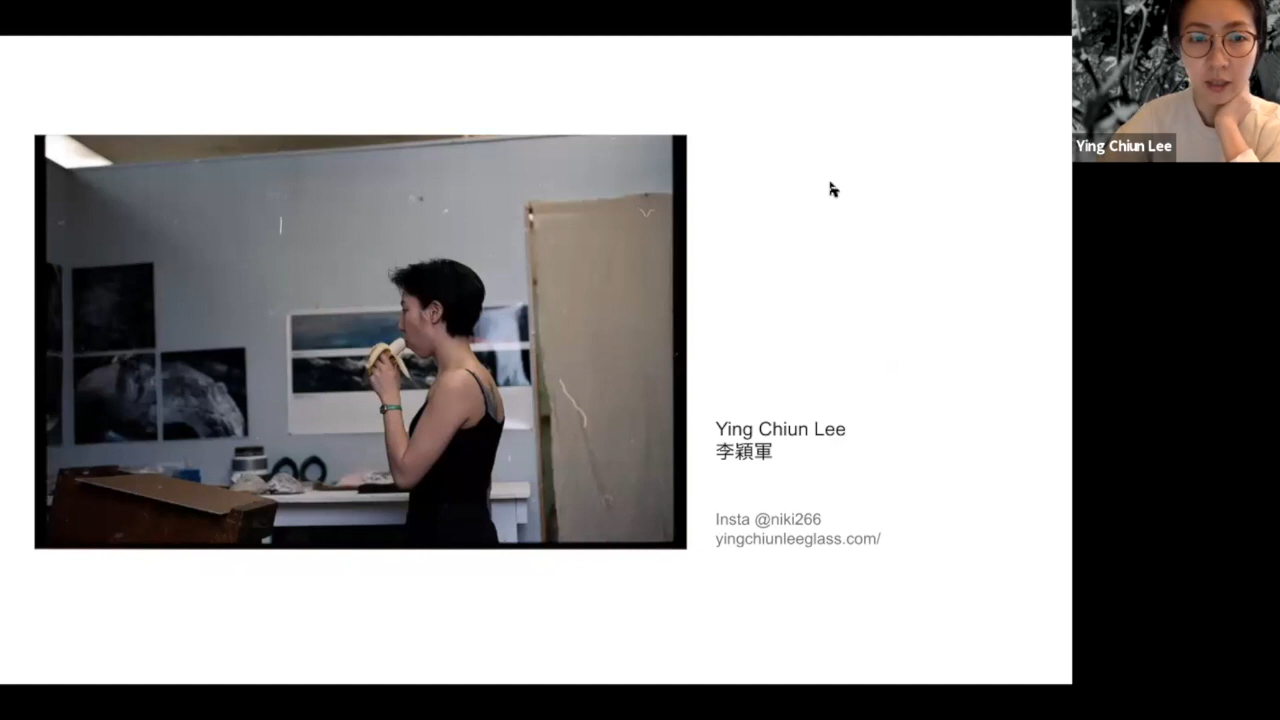 Ying Chiun Lee
Ying Chiun Lee
李穎軍
Insta @niki266
yingchiunleeglass.com/